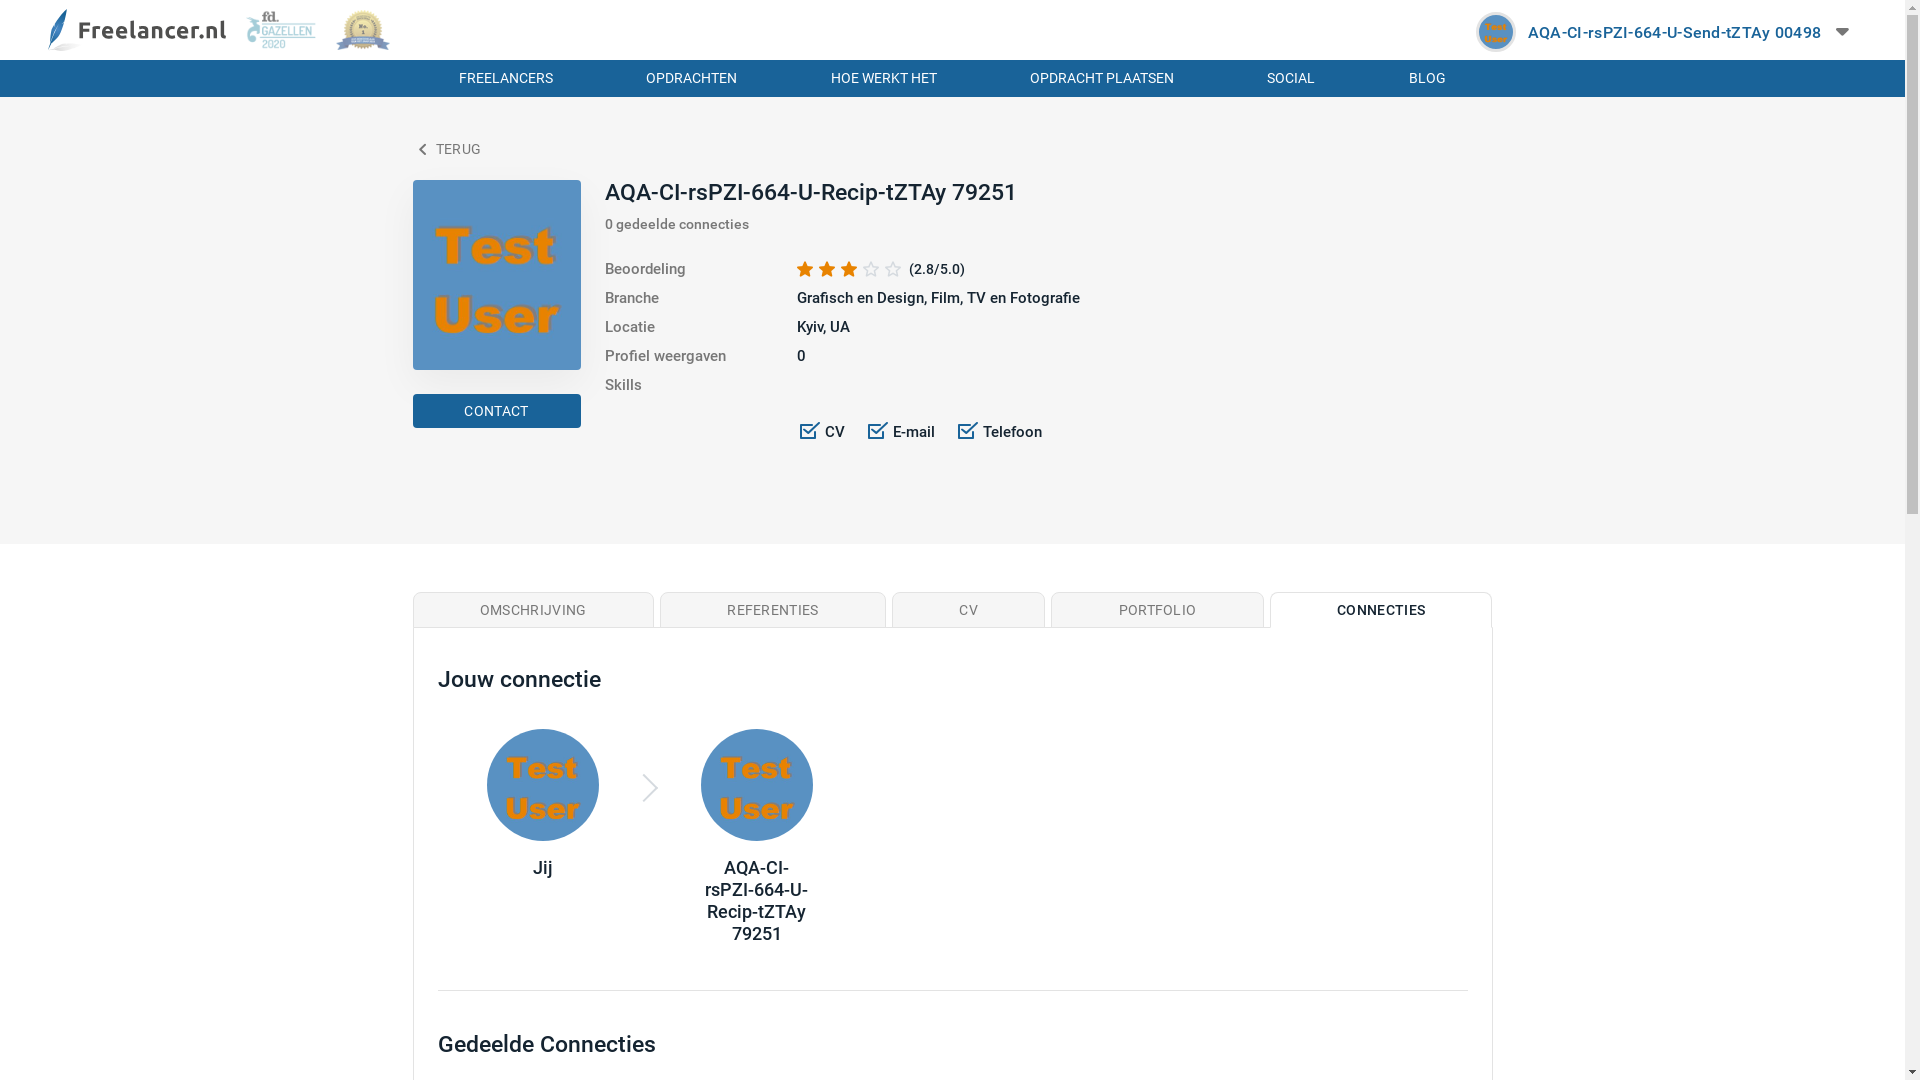 Freelancer.nl
fd.
GAZELLEN
2020
AQA-CI-rsPZI-664-U-Send-tZTAy 00498
FREELANCERS OPDRACHTEN HOE WERKT HET OPDRACHT PLAATSEN SOCIAL BLOG
TERUG
Test
User
AQA-CI-rsPZI-664-U-Recip-tZTAy 79251
0 gedeelde connecties
Beoordeling (2.8/5.0)
Branche Grafisch en Design, Film, TV en Fotografie
Locatie Kyiv, UA
Profiel weergaven 0
Skills
CONTACT
CV E-mail Telefoon
OMSCHRIJVING REFERENTIES CV PORTFOLIO CONNECTIES
Jouw connectie
Test
User
Jij
Test
User
AQA-CI-
rsPZI-664-U-
Recip-tZTAy
79251
Gedeelde Connecties